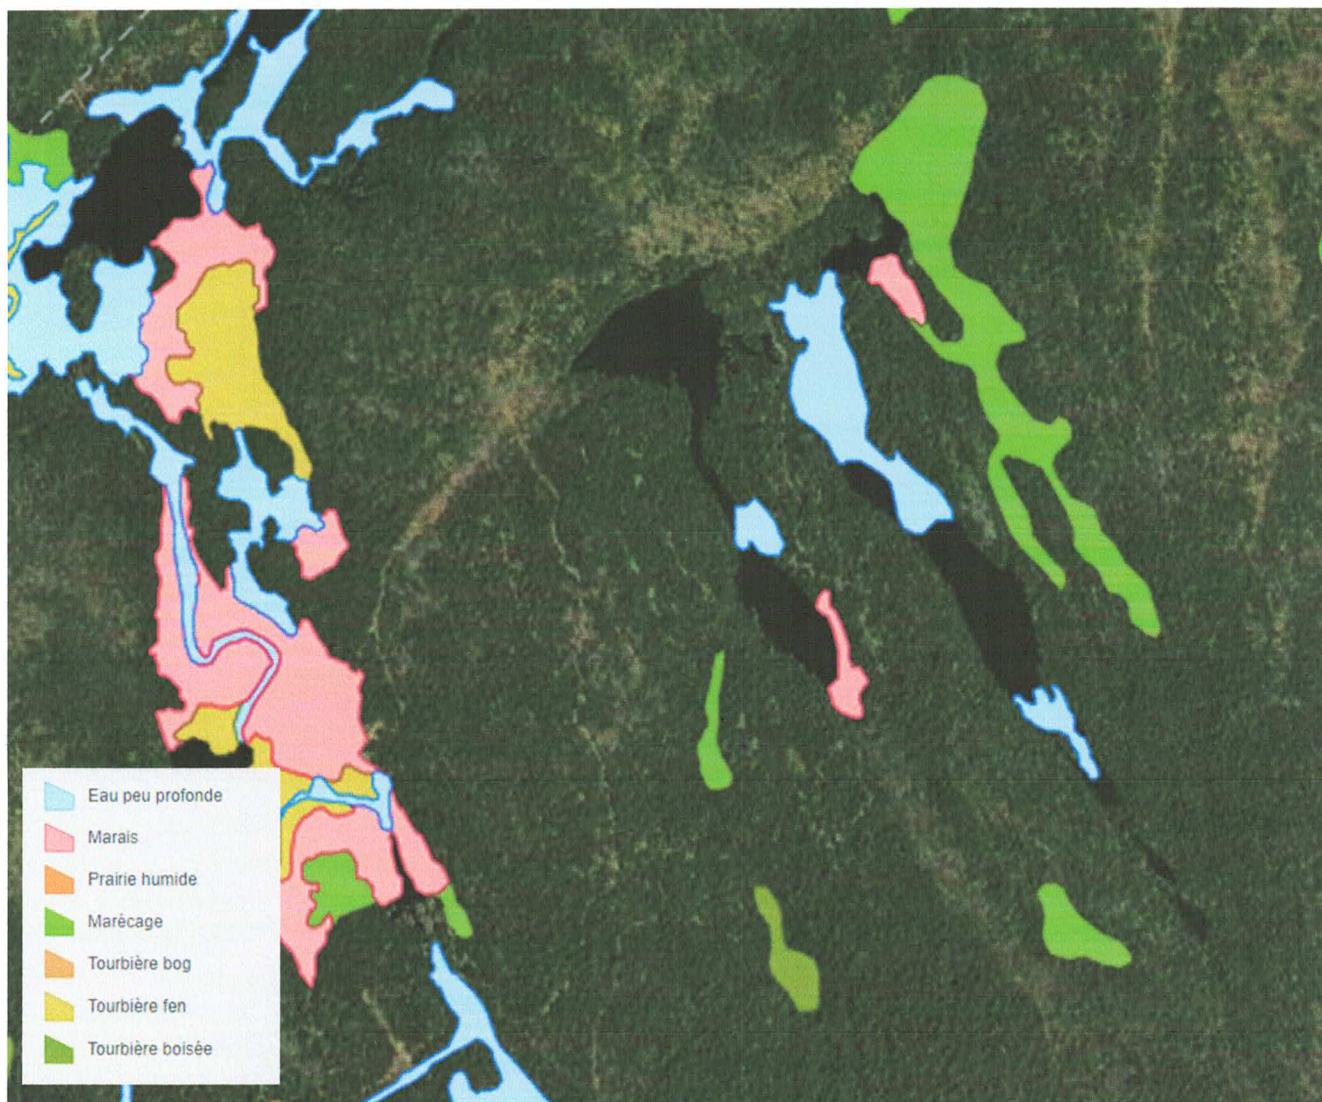 Eau peu profonde
Marais
Prairie humide
Marécage
Tourbière bog
Tourbière fen
Tourbière boisée